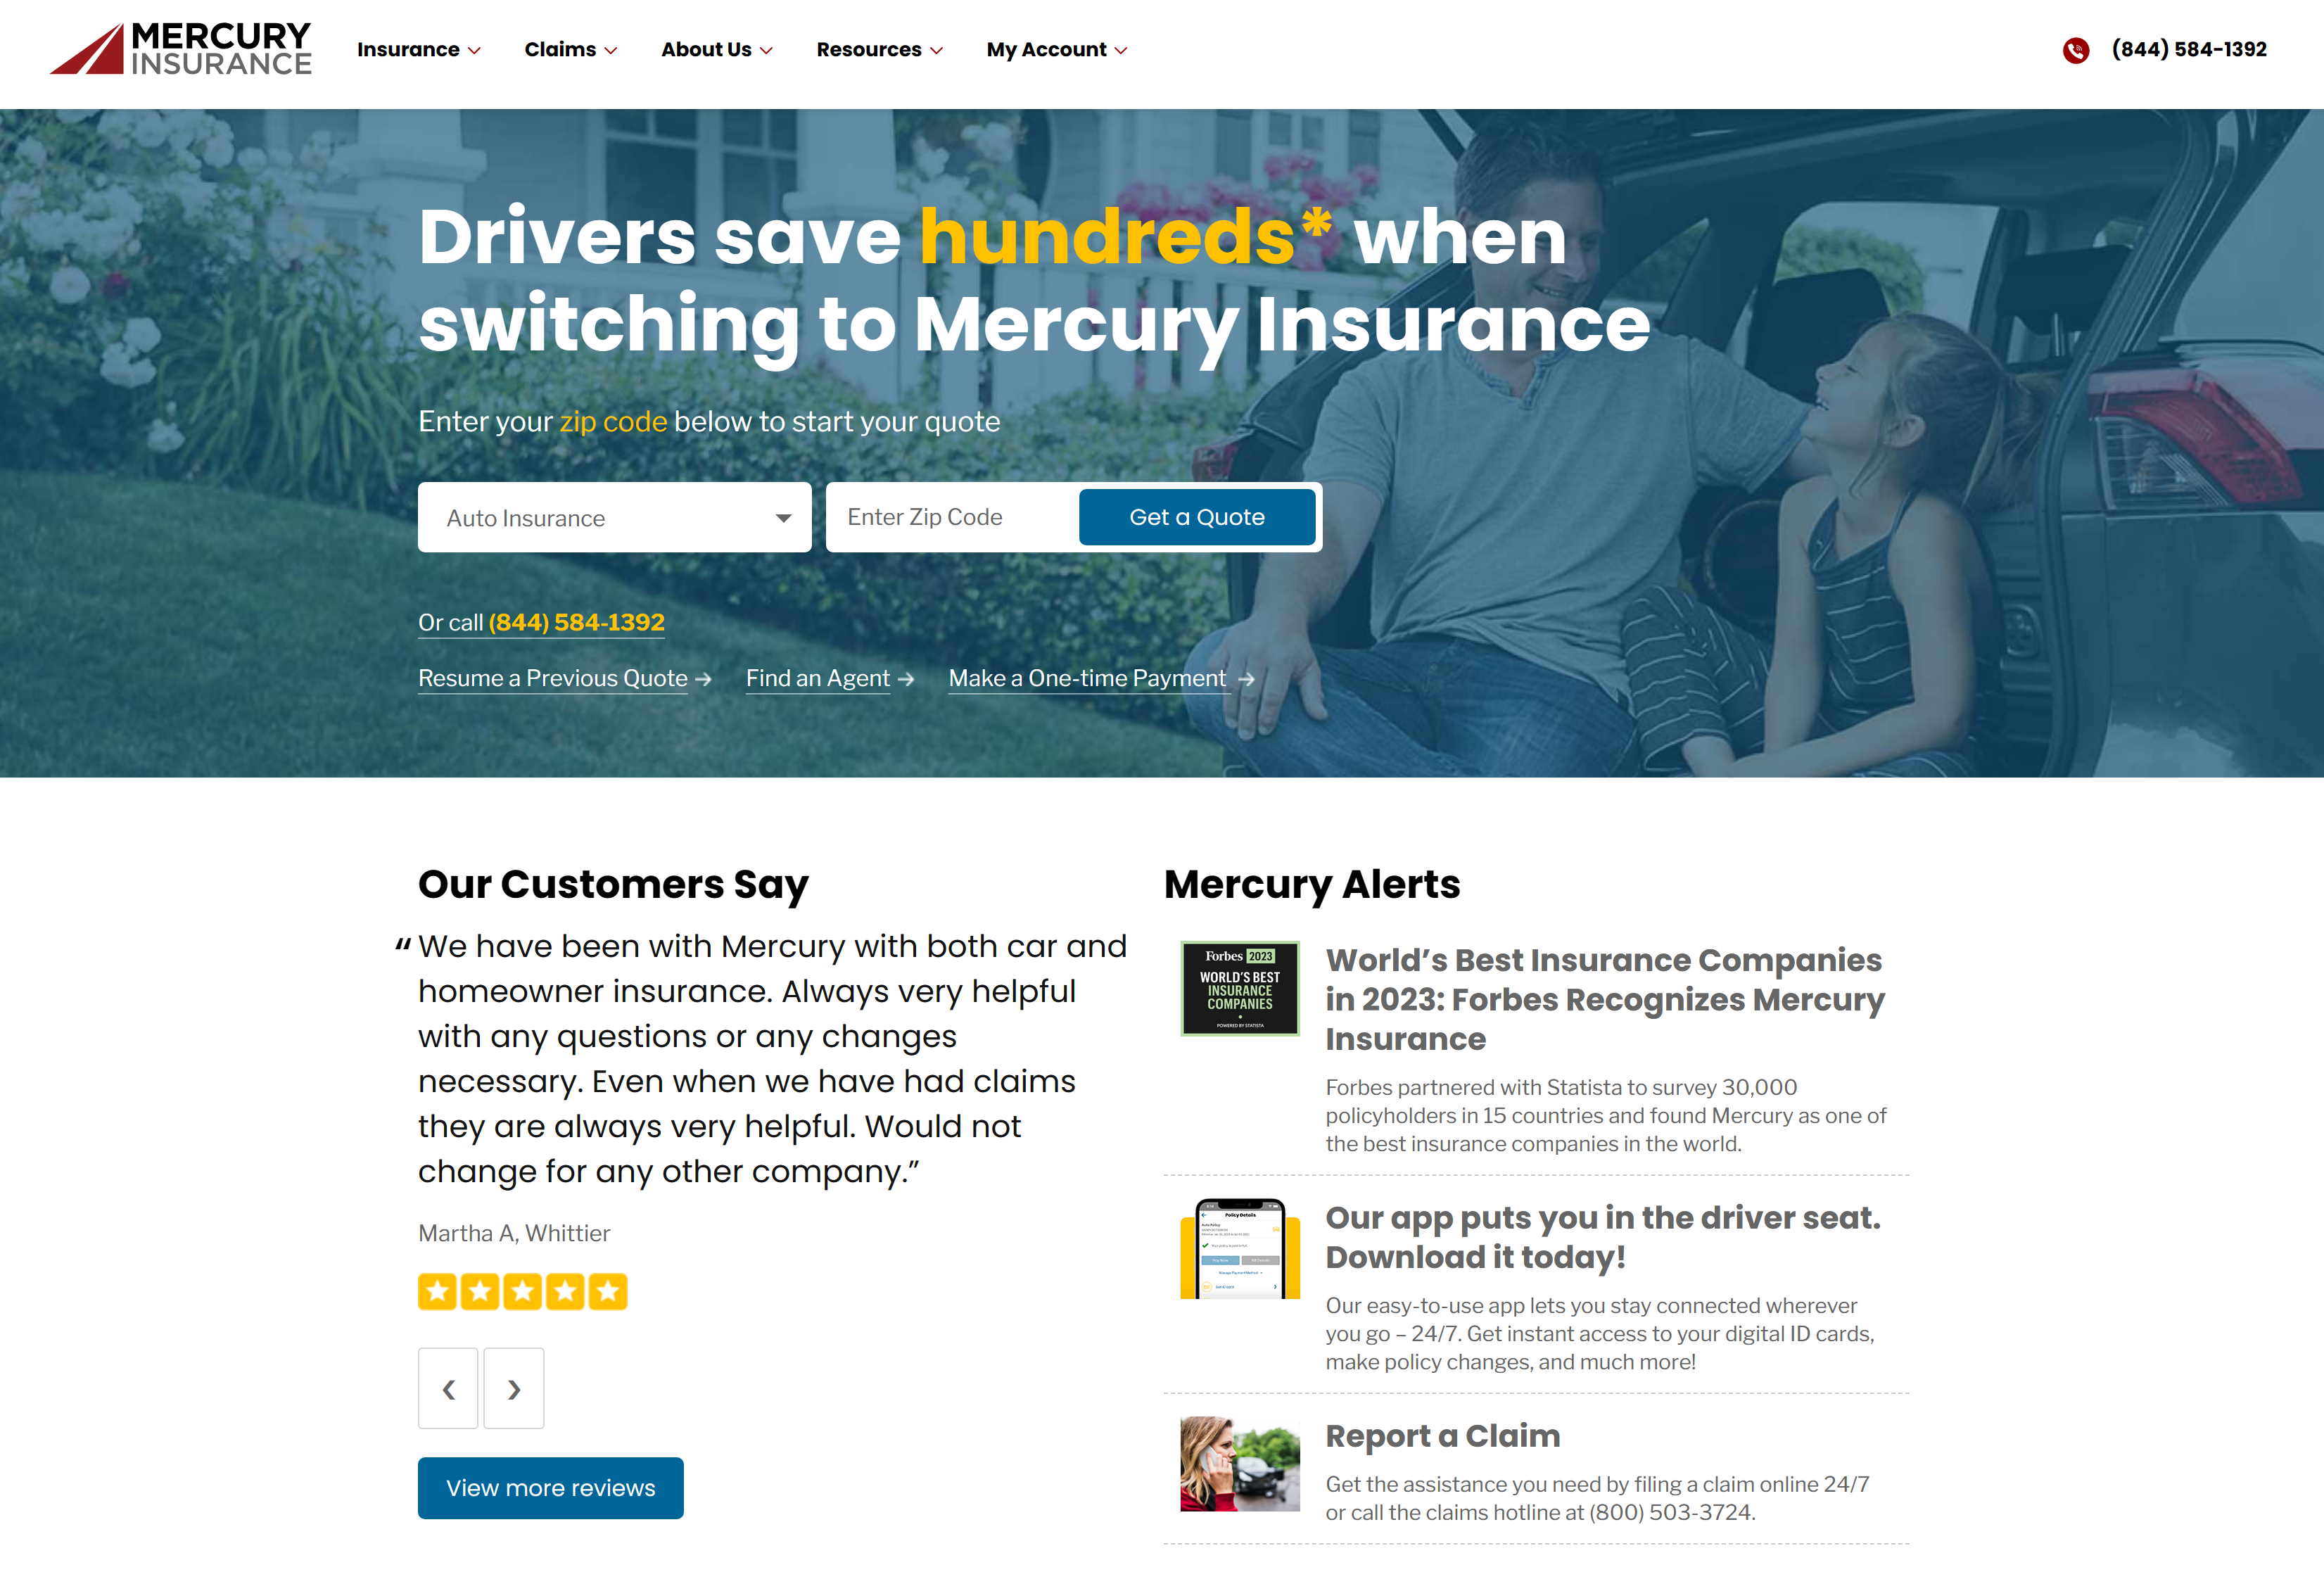 MERCURY
INSURANCE
Insurance
Claims
About Us
Resources
My Account
(844) 584-1392
Drivers save hundreds* when
switching to Mercury Insurance
Enter your zip code below to start your quote
Auto Insurance
Enter Zip Code
Get a Quote
Or call (844) 584-1392
Resume a Previous Quote →
Find an Agent →
Make a One-time Payment →
Our Customers Say
“We have been with Mercury with both car and
homeowner insurance. Always very helpful
with any questions or any changes
necessary. Even when we have had claims
they are always very helpful. Would not
change for any other company.”
Martha A, Whittier
‹ ›
View more reviews
Mercury Alerts
Forbes 2023
WORLD'S BEST
INSURANCE
COMPANIES
POWERED BY STATISTA
World’s Best Insurance Companies
in 2023: Forbes Recognizes Mercury
Insurance
Forbes partnered with Statista to survey 30,000
policyholders in 15 countries and found Mercury as one of
the best insurance companies in the world.
Policy Details
Auto Policy
Manage Payment Method
Our app puts you in the driver seat.
Download it today!
Our easy-to-use app lets you stay connected wherever
you go – 24/7. Get instant access to your digital ID cards,
make policy changes, and much more!
Report a Claim
Get the assistance you need by filing a claim online 24/7
or call the claims hotline at (800) 503-3724.